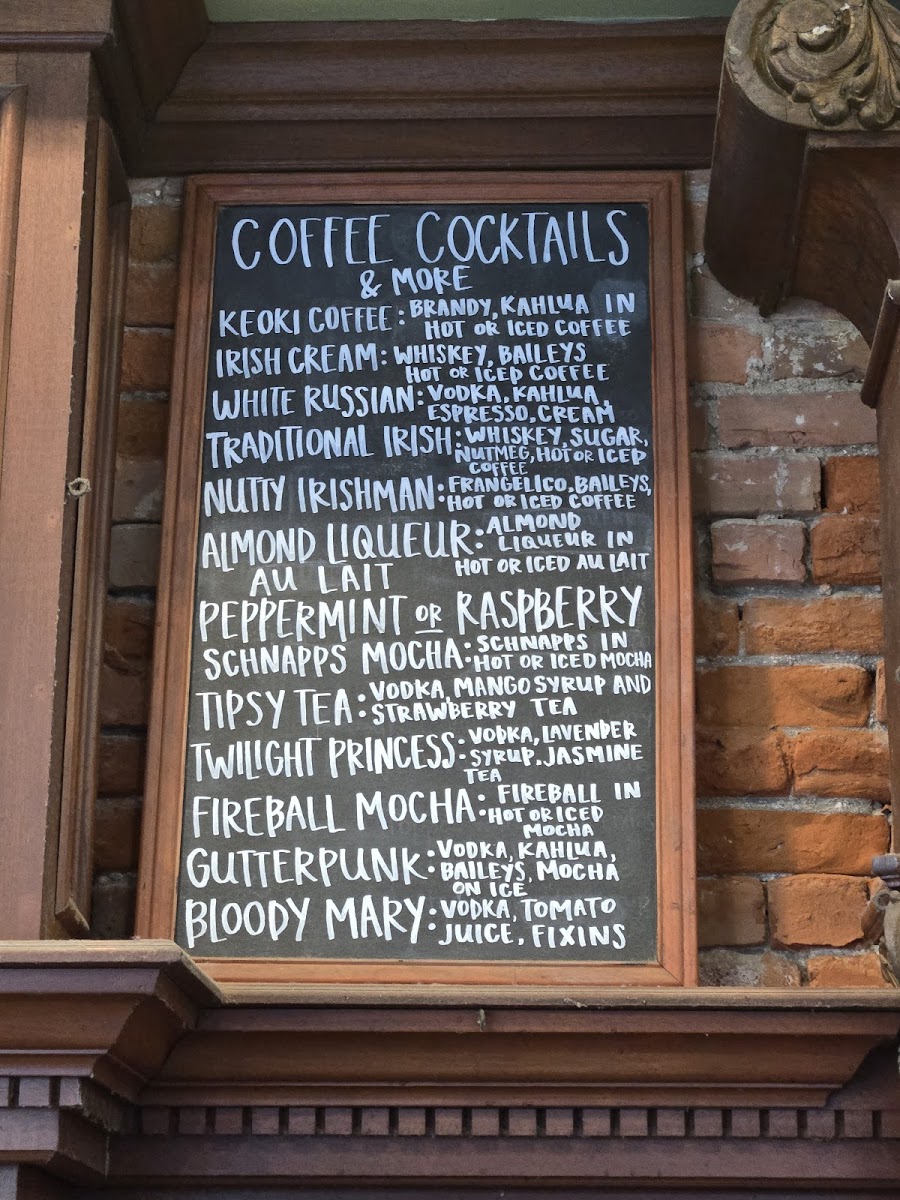 COFFEE COCKTAILS
& MORE
KEOKI COFFEE: BRANDY, KAHLUA IN
HOT OR ICED COFFEE
IRISH CREAM: WHISKEY, BAILEYS
HOT OR ICED COFFEE
WHITE RUSSIAN: VODKA, KAHLUA,
ESPRESSO, CREAM
TRADITIONAL IRISH: WHISKEY, SUGAR,
NUTMEG, HOT OR ICED
COFFEE
NUTTY IRISHMAN: FRANGELICO, BAILEYS,
HOT OR ICED COFFEE
ALMOND LIQUEUR: ALMOND
LIQUEUR IN
AU LAIT HOT OR ICED AU LAIT
PEPPERMINT OR RASPBERRY
SCHNAPPS MOCHA: SCHNAPPS IN
HOT OR ICED MOCHA
TIPSY TEA: VODKA, MANGO SYRUP AND
STRAWBERRY TEA
TWILIGHT PRINCESS: VODKA, LAVENDER
SYRUP, JASMINE
TEA
FIREBALL MOCHA: FIREBALL IN
HOT OR ICED
MOCHA
GUTTERPUNK: VODKA, KAHLUA,
BAILEYS, MOCHA
ON ICE
BLOODY MARY: VODKA, TOMATO
JUICE, FIXINS